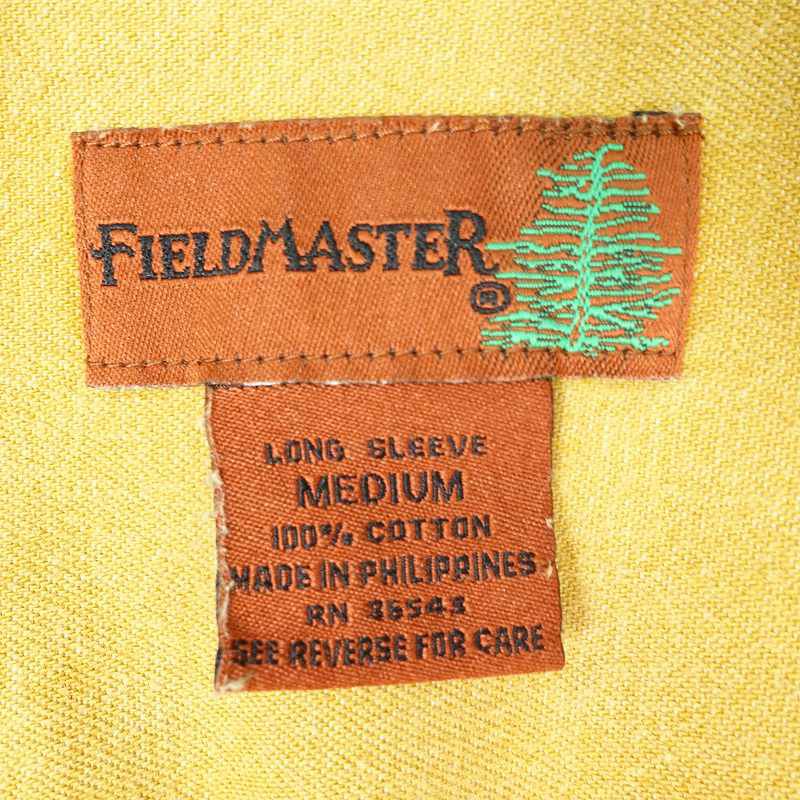 FIELDMASTER
®
LONG SLEEVE
MEDIUM
100% COTTON
MADE IN PHILIPPINES
RN 36543
SEE REVERSE FOR CARE